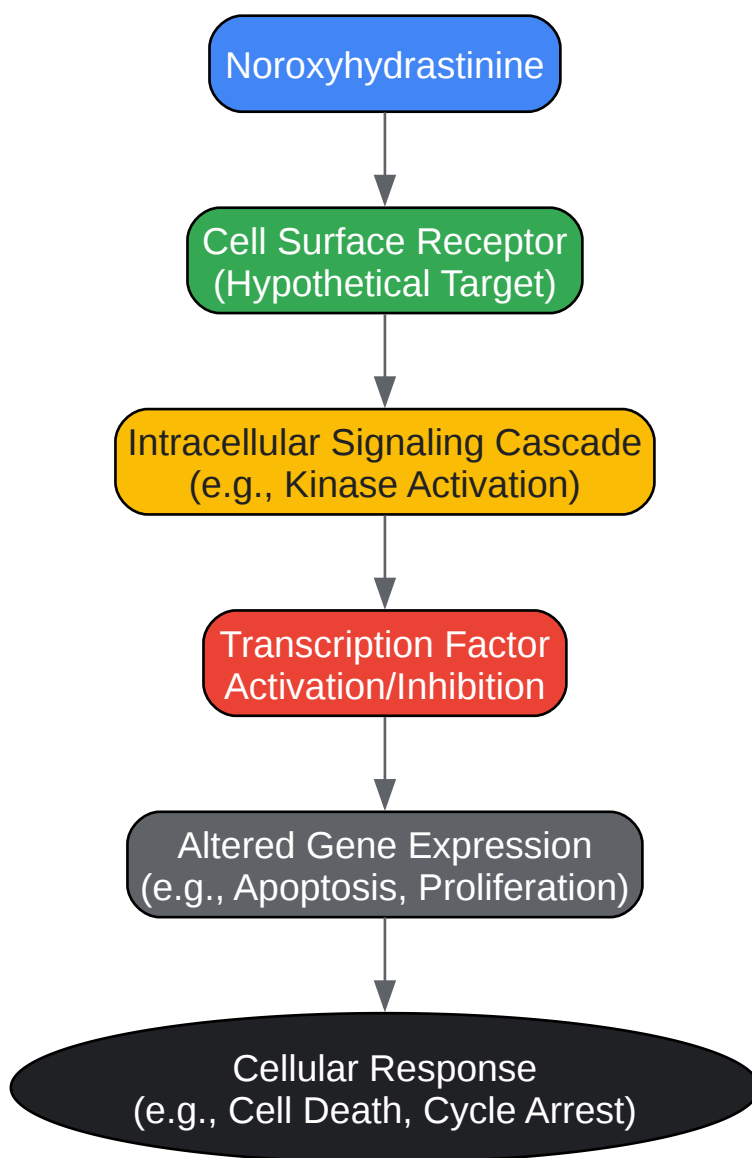 Noroxyhydrastinine
Cell Surface Receptor
(Hypothetical Target)
Intracellular Signaling Cascade
(e.g., Kinase Activation)
Transcription Factor
Activation/Inhibition
Altered Gene Expression
(e.g., Apoptosis, Proliferation)
Cellular Response
(e.g., Cell Death, Cycle Arrest)